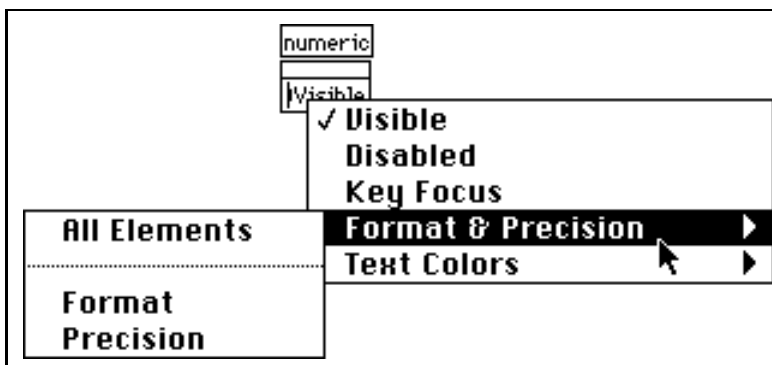 numeric
Visible
✓ Visible
Disabled
Key Focus
Format & Precision
Text Colors
All Elements
Format
Precision